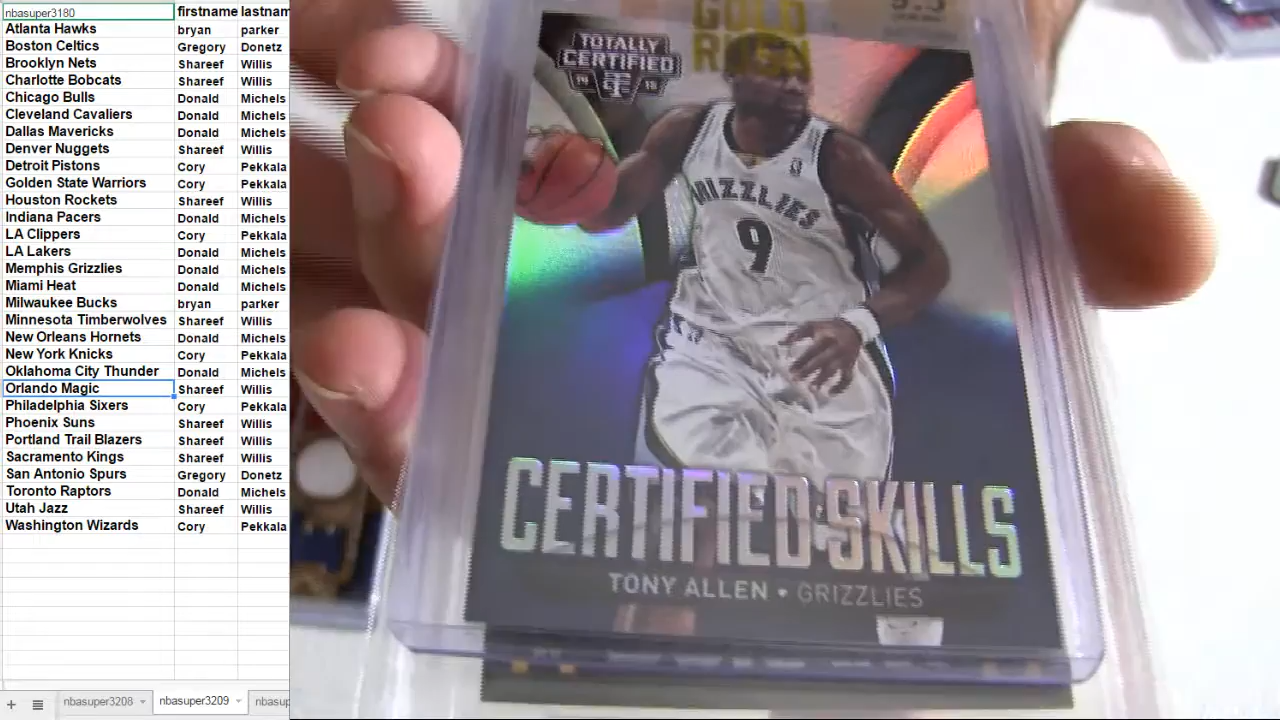 nbasuper3180 firstname lastnam
Atlanta Hawks bryan parker
Boston Celtics Gregory Donetz
Brooklyn Nets Shareef Willis
Charlotte Bobcats Shareef Willis
Chicago Bulls Donald Michels
Cleveland Cavaliers Donald Michels
Dallas Mavericks Donald Michels
Denver Nuggets Shareef Willis
Detroit Pistons Cory Pekkala
Golden State Warriors Cory Pekkala
Houston Rockets Shareef Willis
Indiana Pacers Donald Michels
LA Clippers Cory Pekkala
LA Lakers Donald Michels
Memphis Grizzlies Donald Michels
Miami Heat Donald Michels
Milwaukee Bucks bryan parker
Minnesota Timberwolves Shareef Willis
New Orleans Hornets Donald Michels
New York Knicks Cory Pekkala
Oklahoma City Thunder Donald Michels
Orlando Magic Shareef Willis
Philadelphia Sixers Cory Pekkala
Phoenix Suns Shareef Willis
Portland Trail Blazers Shareef Willis
Sacramento Kings Shareef Willis
San Antonio Spurs Gregory Donetz
Toronto Raptors Donald Michels
Utah Jazz Shareef Willis
Washington Wizards Cory Pekkala
nbasuper3208 nbasuper3209 nbasup
GOLD
TOTALLY
CERTIFIED
GRIZZLIES
9
CERTIFIED SKILLS
TONY ALLEN • GRIZZLIES